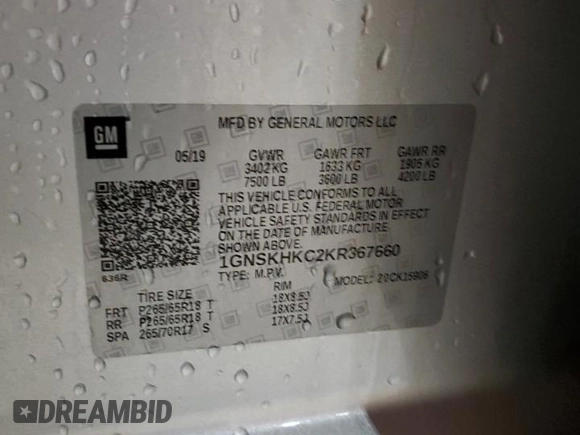 GM
MFD BY GENERAL MOTORS LLC
05/19 GVWR GAWR FRT GAWR RR
3402 KG 1633 KG 1905 KG
7500 LB 3600 LB 4200 LB
THIS VEHICLE CONFORMS TO ALL
APPLICABLE U.S. FEDERAL MOTOR
VEHICLE SAFETY STANDARDS IN EFFECT
ON THE DATE OF MANUFACTURE
SHOWN ABOVE.
1GNSKHKC2KR367660
TYPE: M.P.V. MODEL:
636R
TIRE SIZE RIM
FRT P265/65R18 T 18X8.5J
RR P265/65R18 T 18X8.5J
SPA 265/70R17 S 17X7.5J
DREAMBID